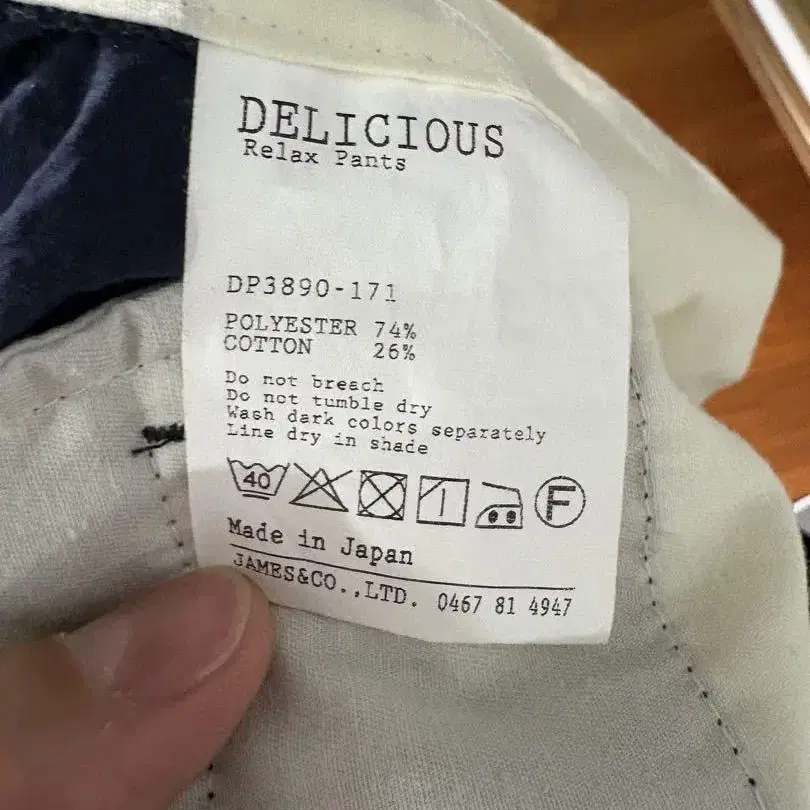 DELICIOUS
Relax Pants
DP3890-171
POLYESTER 74%
COTTON 26%
Do not breach
Do not tumble dry
Wash dark colors separately
Line dry in shade
40 F
Made in Japan
JAMES&CO.,LTD. 0467 81 4947